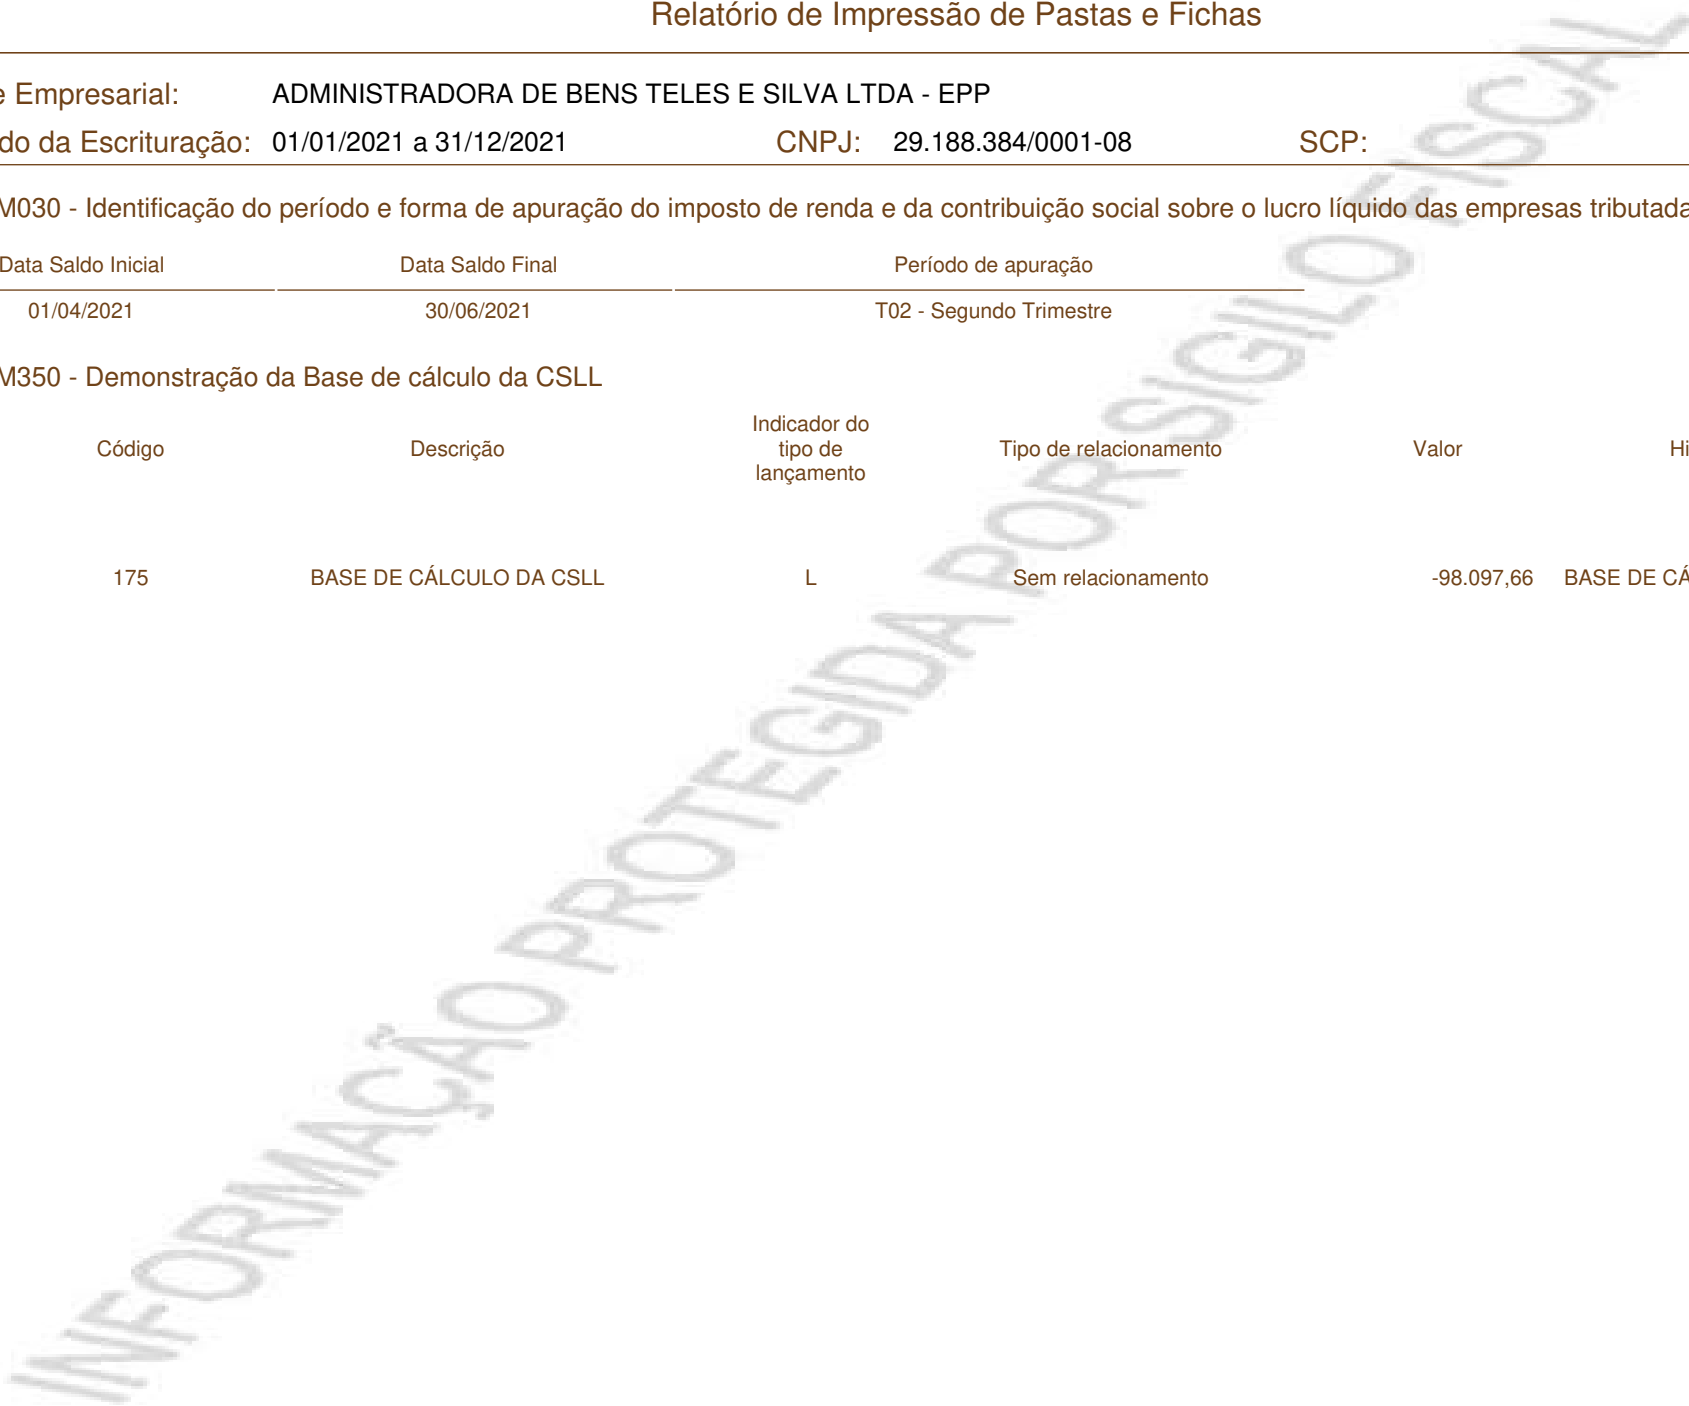 Relatório de Impressão de Pastas e Fichas
e Empresarial: ADMINISTRADORA DE BENS TELES E SILVA LTDA - EPP
do da Escrituração: 01/01/2021 a 31/12/2021 CNPJ: 29.188.384/0001-08 SCP:
M030 - Identificação do período e forma de apuração do imposto de renda e da contribuição social sobre o lucro líquido das empresas tributada
Data Saldo Inicial Data Saldo Final Período de apuração
01/04/2021 30/06/2021 T02 - Segundo Trimestre
M350 - Demonstração da Base de cálculo da CSLL
Código Descrição Indicador do tipo de lançamento Tipo de relacionamento Valor Hi
175 BASE DE CÁLCULO DA CSLL L Sem relacionamento -98.097,66 BASE DE CÁ
INFORMAÇÃO PROTEGIDA POR SIGILO FISCAL